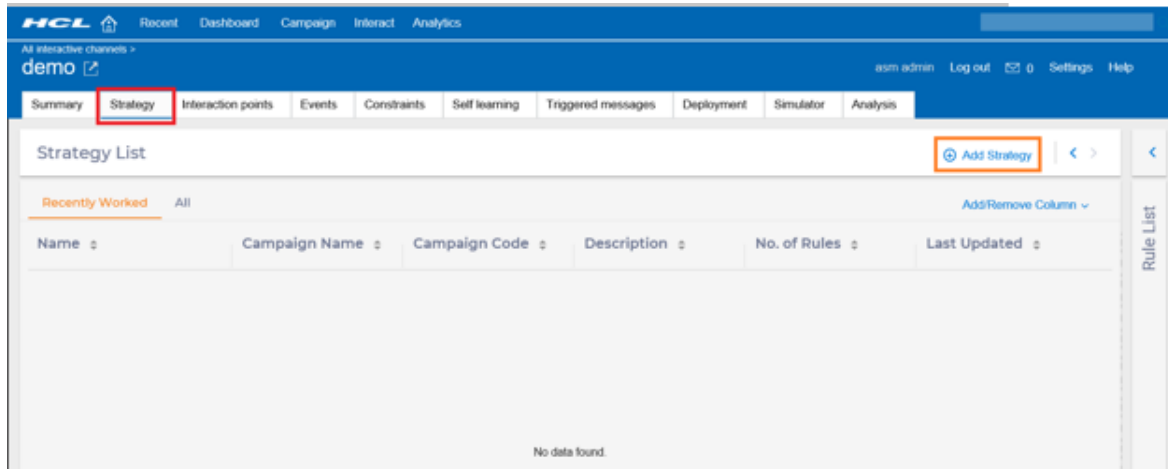 HCL Recent Dashboard Campaign Interact Analytics
All interactive channels >
demo asm admin Log out 0 Settings Help
Summary Strategy Interaction points Events Constraints Self learning Triggered messages Deployment Simulator Analysis
Strategy List Add Strategy < >
Recently Worked All Add/Remove Column
Name Campaign Name Campaign Code Description No. of Rules Last Updated
Rule List
No data found.